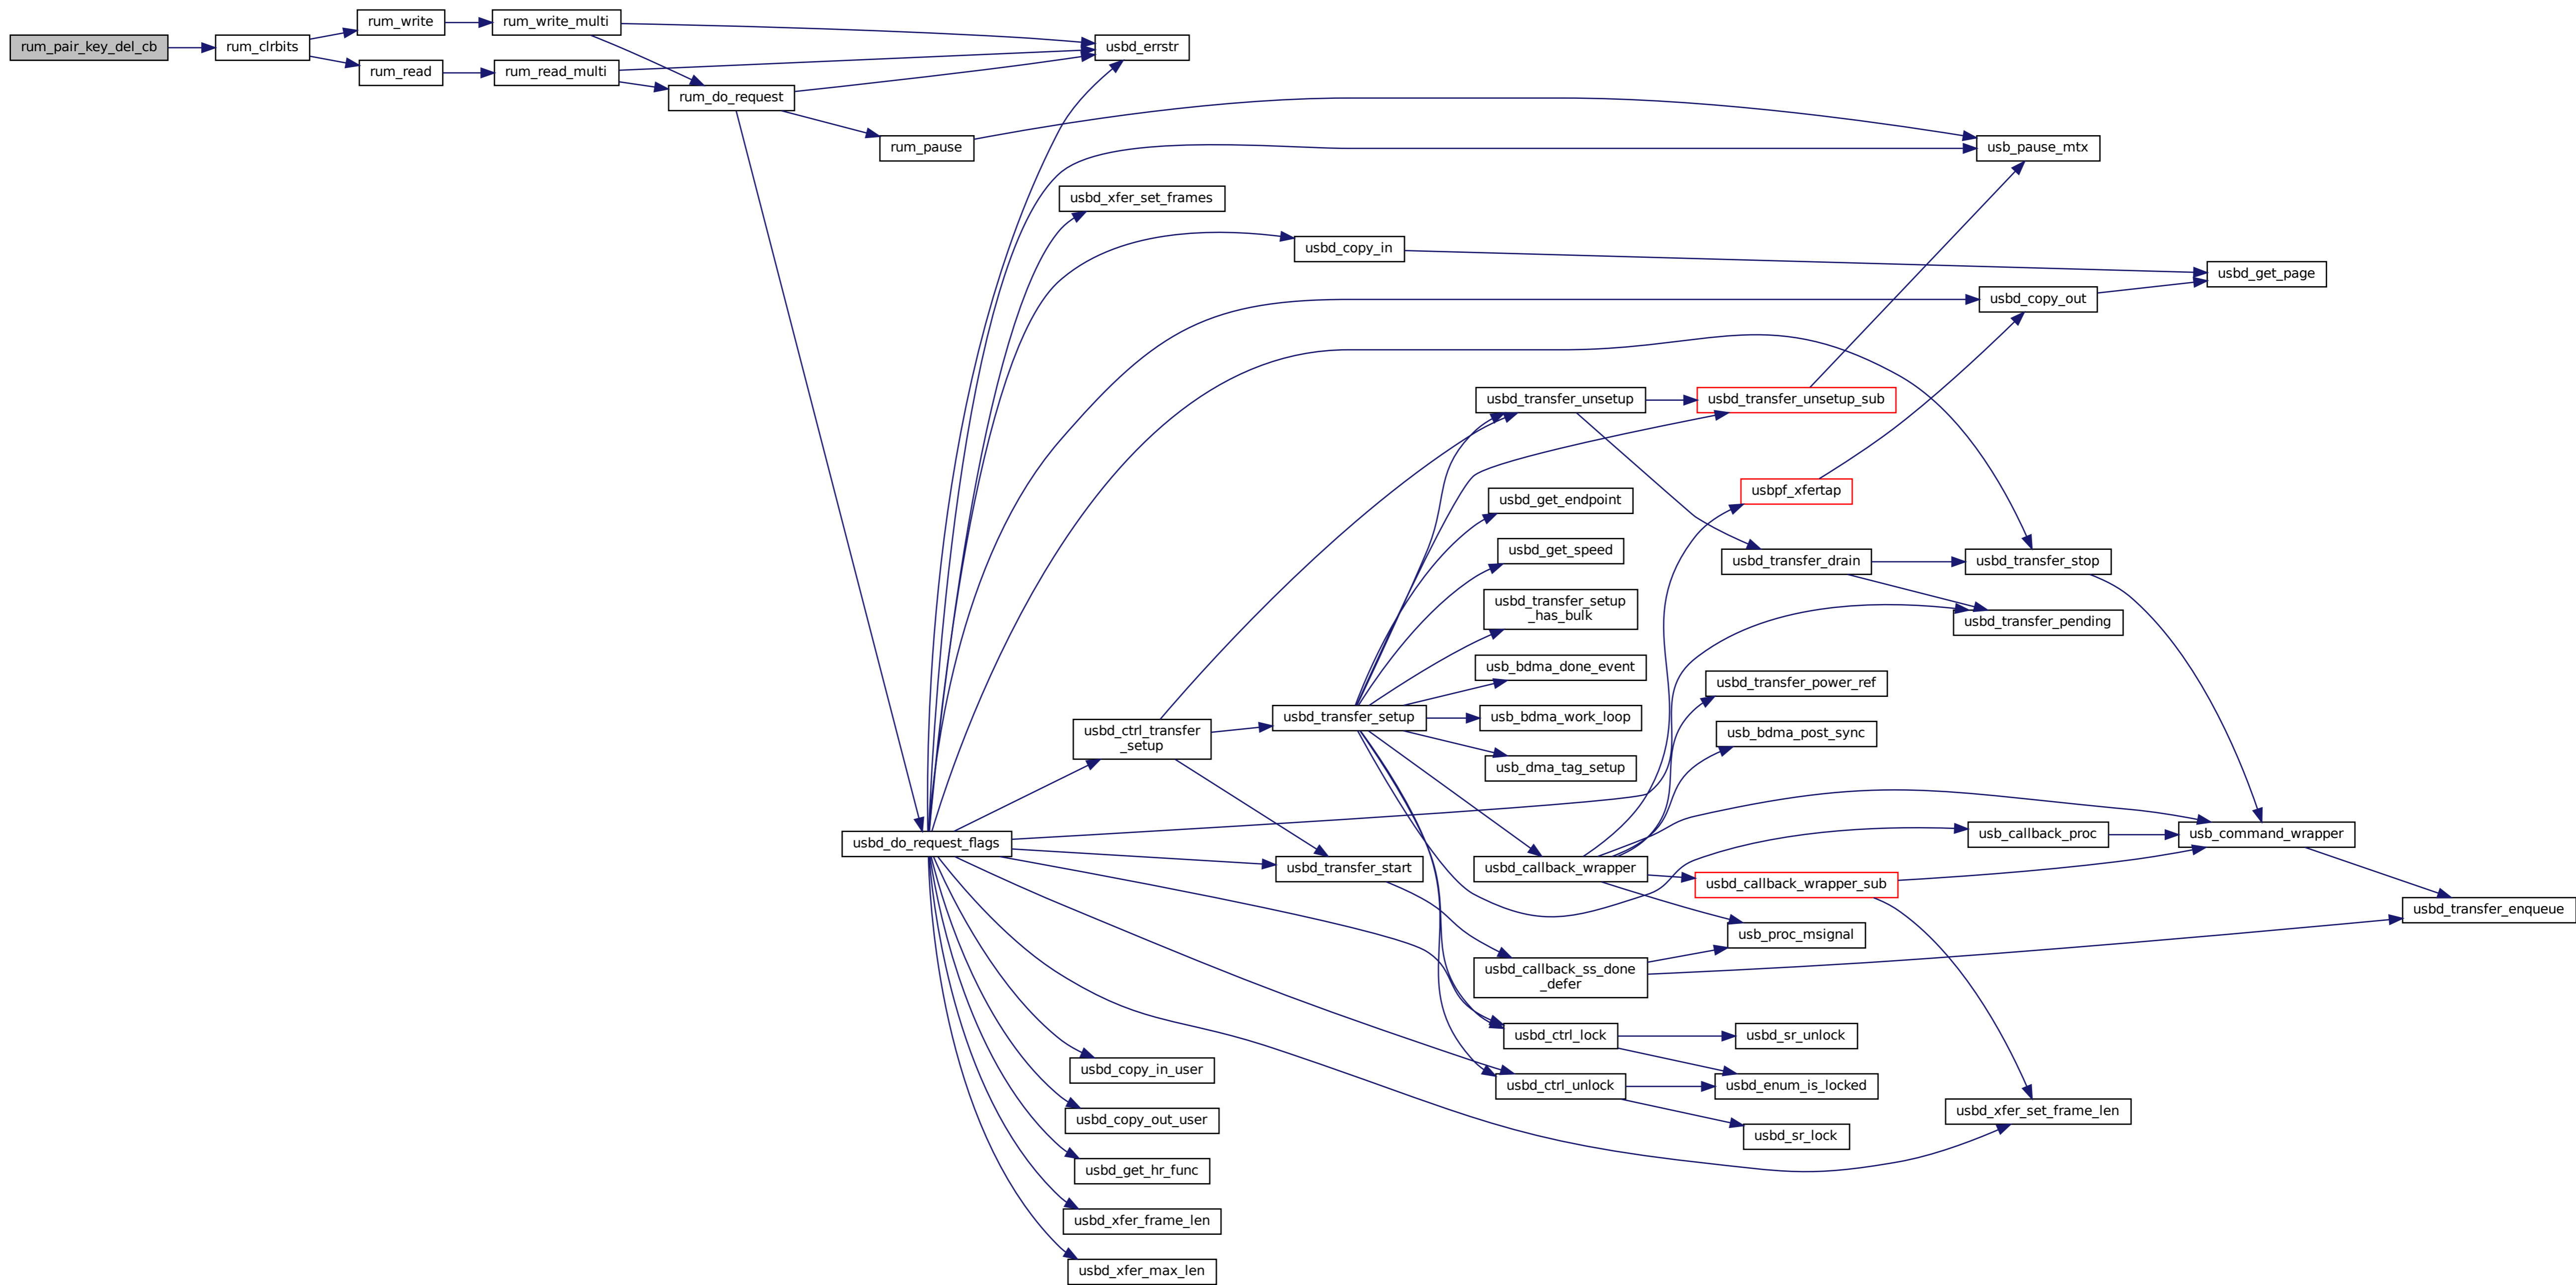 rum_pair_key_del_cb
rum_clrbits
rum_write
rum_read
rum_write_multi
rum_read_multi
rum_do_request
usbd_errstr
rum_pause
usb_pause_mtx
usbd_xfer_set_frames
usbd_copy_in
usbd_get_page
usbd_copy_out
usbd_transfer_unsetup
usbd_transfer_unsetup_sub
usbpf_xfertap
usbd_get_endpoint
usbd_get_speed
usbd_transfer_drain
usbd_transfer_stop
usbd_transfer_setup
_has_bulk
usbd_transfer_pending
usb_bdma_done_event
usbd_transfer_power_ref
usbd_ctrl_transfer
_setup
usbd_transfer_setup
usb_bdma_work_loop
usb_bdma_post_sync
usb_dma_tag_setup
usbd_do_request_flags
usbd_transfer_start
usbd_callback_wrapper
usb_callback_proc
usb_command_wrapper
usbd_callback_wrapper_sub
usbd_transfer_enqueue
usb_proc_msignal
usbd_callback_ss_done
_defer
usbd_ctrl_lock
usbd_sr_unlock
usbd_copy_in_user
usbd_ctrl_unlock
usbd_enum_is_locked
usbd_copy_out_user
usbd_xfer_set_frame_len
usbd_sr_lock
usbd_get_hr_func
usbd_xfer_frame_len
usbd_xfer_max_len